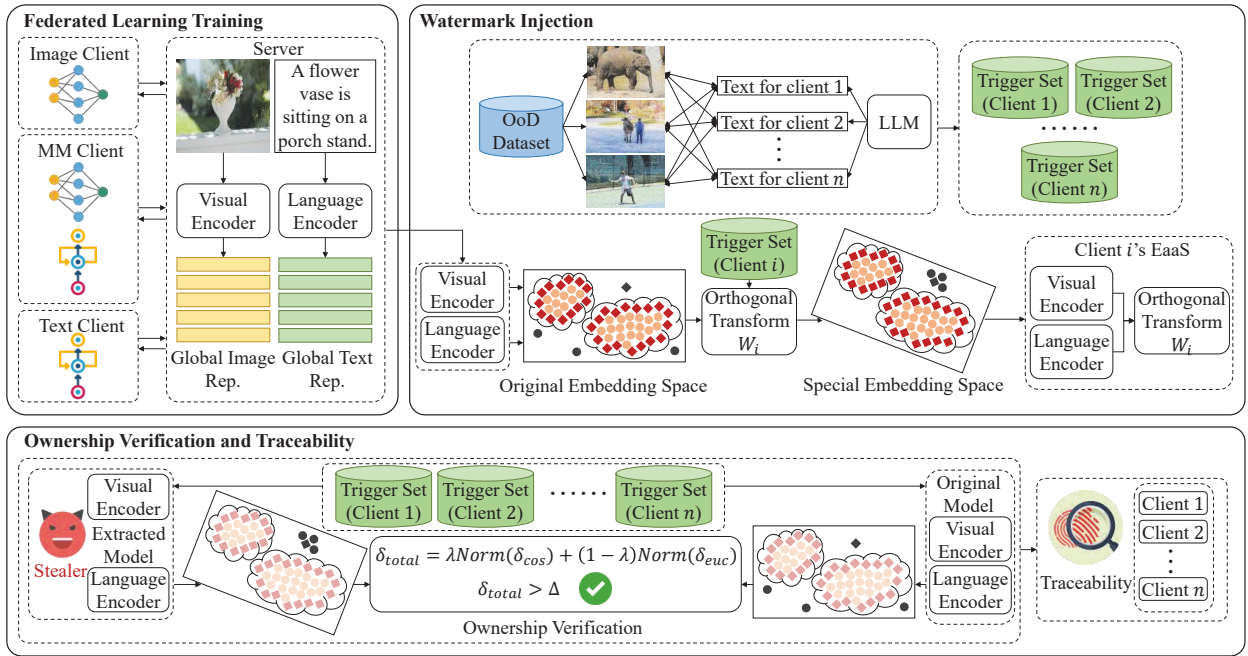 Federated Learning Training
Image Client
MM Client
Text Client
Server
A flower
vase is
sitting on a
porch stand.
Visual
Encoder
Language
Encoder
Global Image
Rep.
Global Text
Rep.
Watermark Injection
OoD
Dataset
Text for client 1
Text for client 2
⋮
Text for client n
LLM
Trigger Set
(Client 1)
Trigger Set
(Client 2)
······
Trigger Set
(Client n)
Visual
Encoder
Language
Encoder
Original Embedding Space
Trigger Set
(Client i)
Orthogonal
Transform
W_i
Special Embedding Space
Client i's EaaS
Visual
Encoder
Language
Encoder
Orthogonal
Transform
W_i
Ownership Verification and Traceability
Stealer
Visual
Encoder
Extracted
Model
Language
Encoder
Trigger Set
(Client 1)
Trigger Set
(Client 2)
······
Trigger Set
(Client n)
δ_total = λNorm(δ_cos) + (1 − λ)Norm(δ_euc)
δ_total > Δ
Ownership Verification
Original
Model
Visual
Encoder
Language
Encoder
Traceability
Client 1
Client 2
⋮
Client n